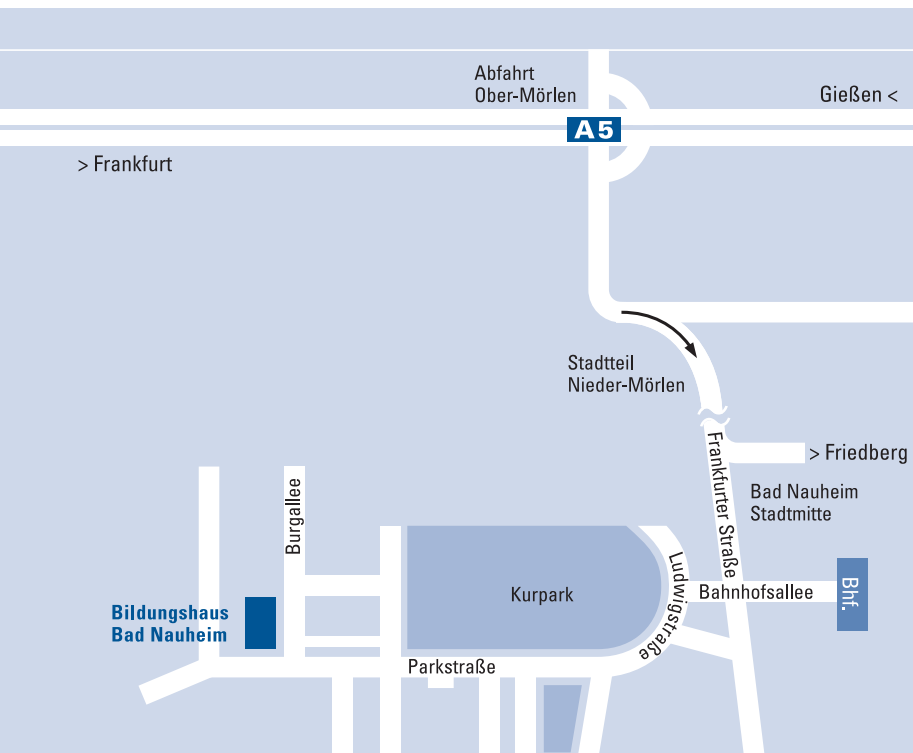 Abfahrt
Ober-Mörlen
Gießen <
A5
> Frankfurt
Stadtteil
Nieder-Mörlen
Frankfurter Straße
> Friedberg
Bad Nauheim
Stadtmitte
Burgallee
Kurpark
Ludwigstraße
Bahnhofsallee
Bhf.
Bildungshaus
Bad Nauheim
Parkstraße